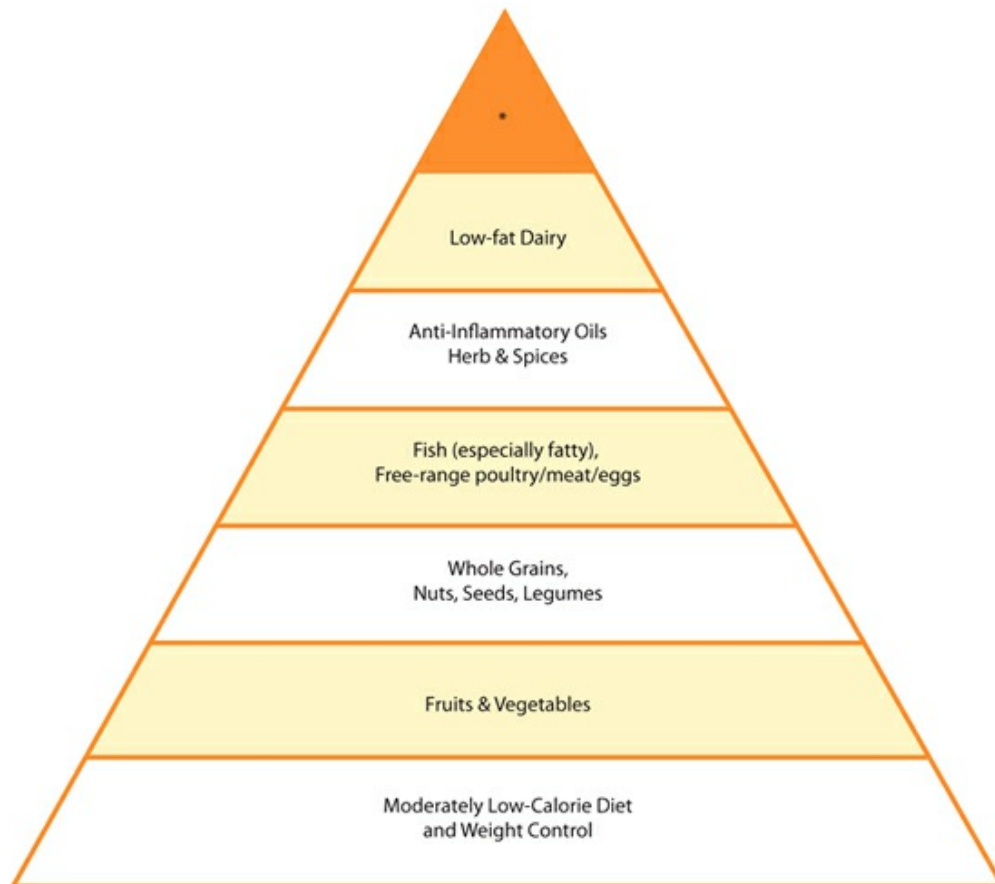 *
Low-fat Dairy
Anti-Inflammatory Oils
Herb & Spices
Fish (especially fatty),
Free-range poultry/meat/eggs
Whole Grains,
Nuts, Seeds, Legumes
Fruits & Vegetables
Moderately Low-Calorie Diet
and Weight Control